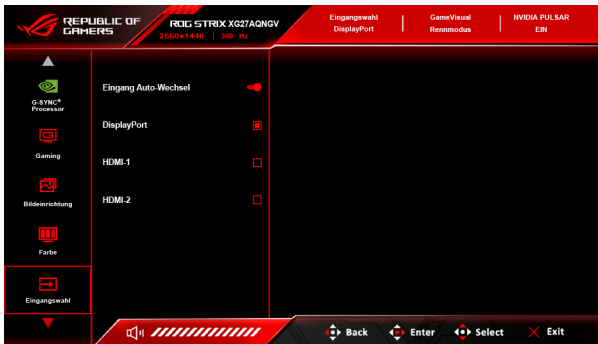 REPUBLIC OF
GAMERS
ROG STRIX XG27AQNGV
2560x1440 | 360 Hz
Eingangswahl
DisplayPort
GameVisual
Rennmodus
NVIDIA PULSAR
EIN
G-SYNC®
Processor
Gaming
Bildeinrichtung
Farbe
Eingangswahl
Eingang Auto-Wechsel
DisplayPort
HDMI-1
HDMI-2
Back
Enter
Select
Exit